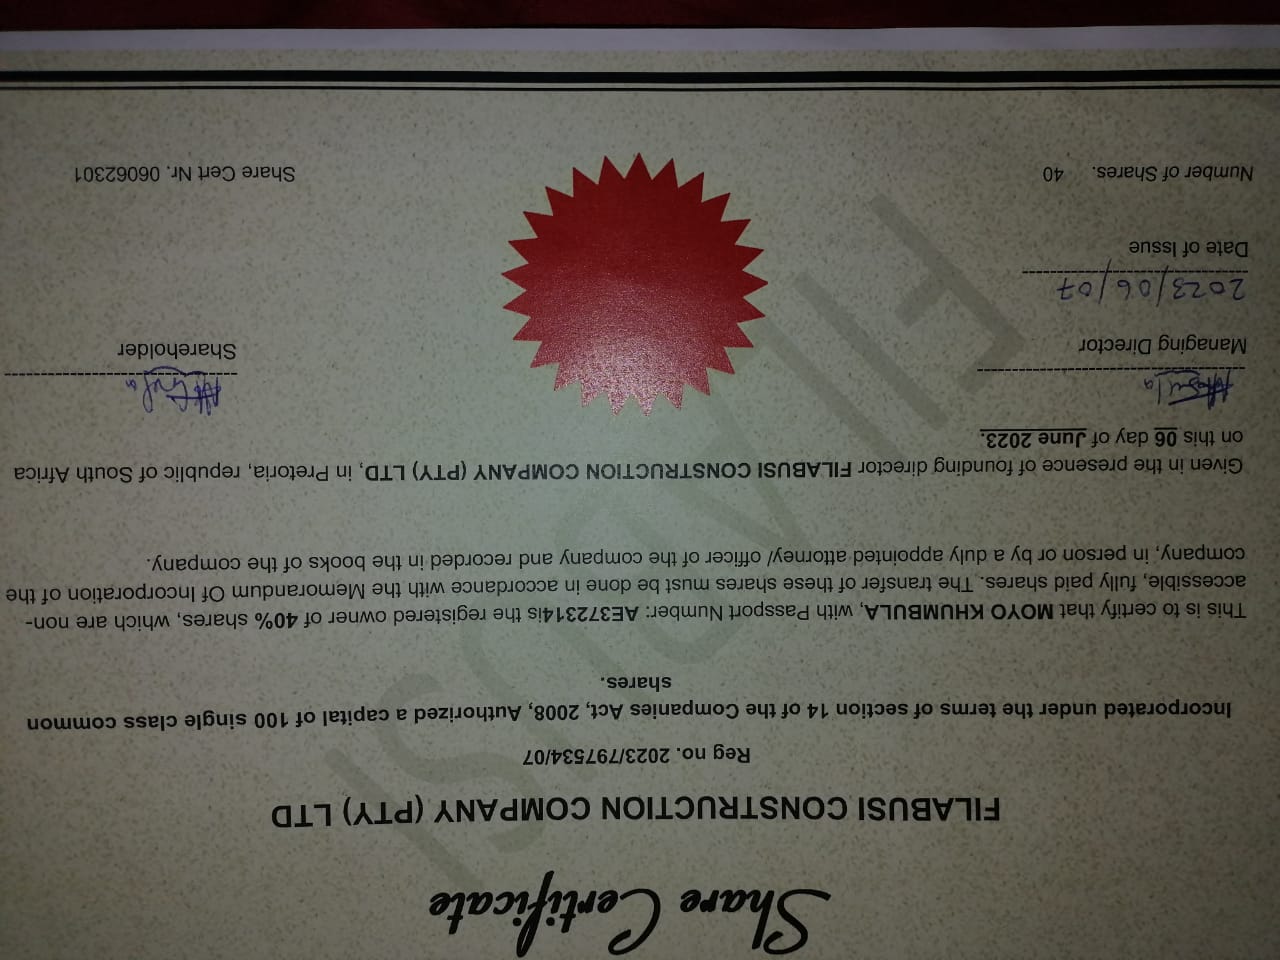 Share Certificate
FILABUSI CONSTRUCTION COMPANY (PTY) LTD
Reg no. 2023/797534/07
Incorporated under the terms of section 14 of the Companies Act, 2008, Authorized a capital of 100 single class common
shares.
This is to certify that MOYO KHUMBULA, with Passport Number: AE372314is the registered owner of 40% shares, which are non-
accessible, fully paid shares. The transfer of these shares must be done in accordance with the Memorandum Of Incorporation of the
company, in person or by a duly appointed attorney/ officer of the company and recorded in the books of the company.
Given in the presence of founding director FILABUSI CONSTRUCTION COMPANY (PTY) LTD, in Pretoria, republic of South Africa
on this 06 day of June 2023.
Managing Director
Shareholder
2023/06/07
Date of Issue
Number of Shares. 40
Share Cert Nr. 06062301
FILABUSI